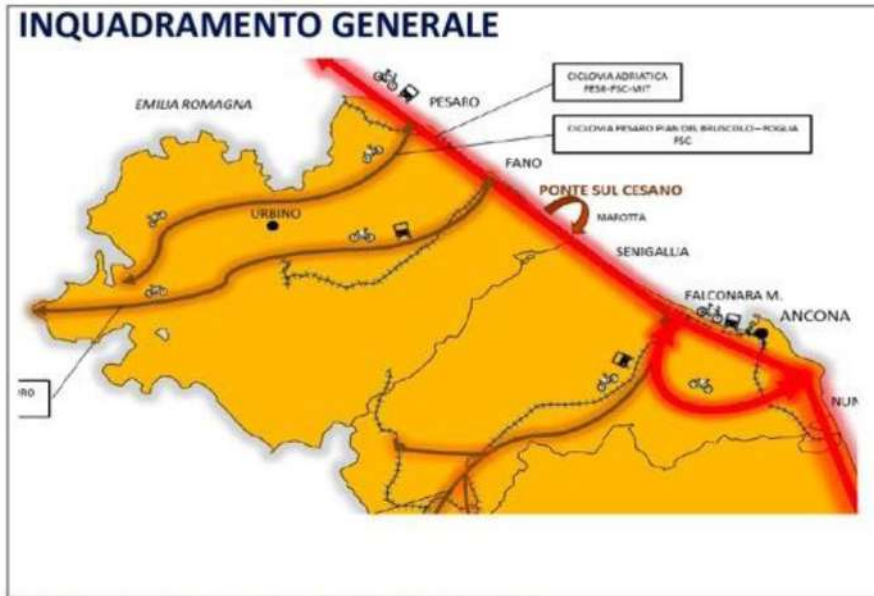 INQUADRAMENTO GENERALE
CICLOVIA ADRIATICA
FESR-FSC-MIT
EMILIA ROMAGNA
PESARO
CICLOVIA PESARO PIAN DEL BRUSCOLO – FOGLIA
FSC
FANO
PONTE SUL CESANO
URBINO
MAROTTA
SENIGALLIA
FALCONARA M.
ANCONA
NUM